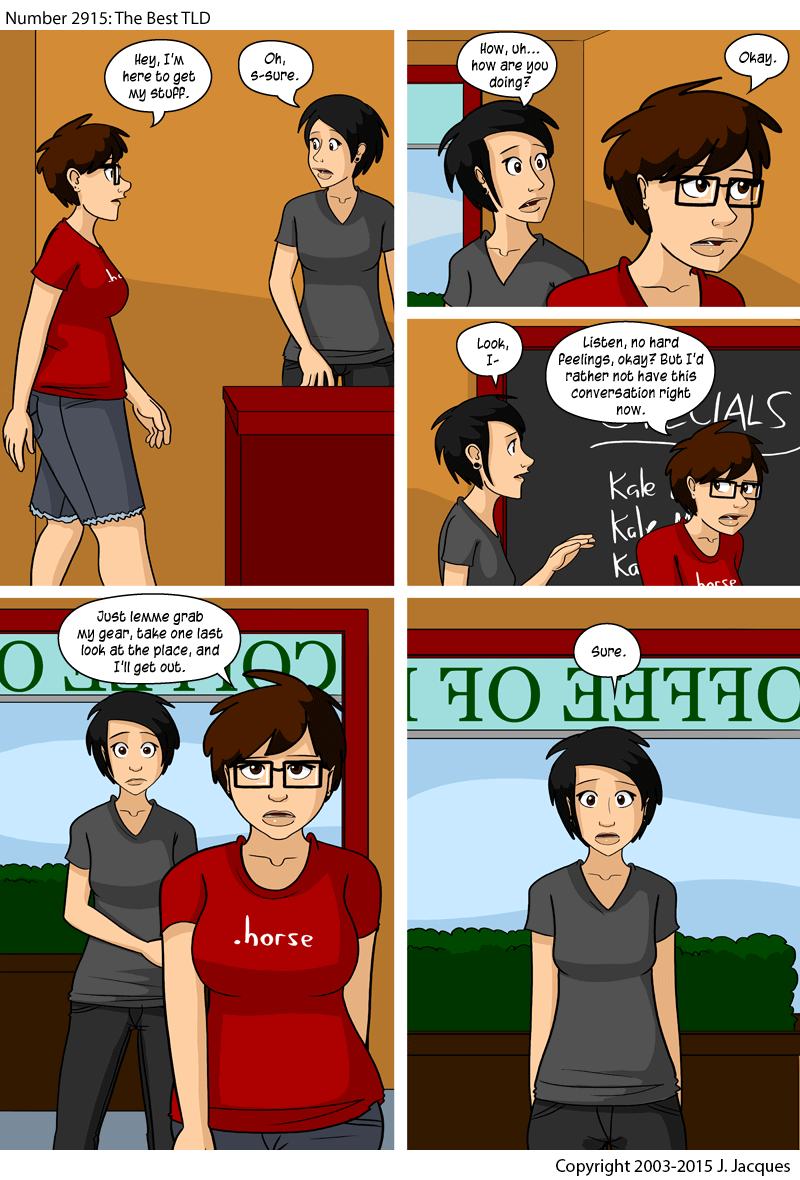 Number 2915: The Best TLD
Hey, I'm
here to get
my stuff.
Oh,
s-sure.
How, uh...
how are you
doing?
Okay.
Look,
I-
Listen, no hard
feelings, okay? But I'd
rather not have this
conversation right
now.
Kale
Kale
Ka
.horse
Just lemme grab
my gear, take one last
look at the place, and
I'll get out.
.horse
Sure.
OFFEE OF
Copyright 2003-2015 J. Jacques